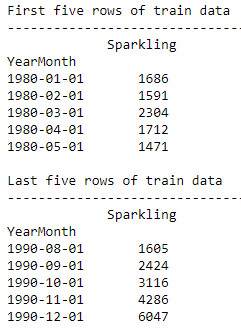 First five rows of train data
------------------------------
Sparkling
YearMonth
1980-01-01 1686
1980-02-01 1591
1980-03-01 2304
1980-04-01 1712
1980-05-01 1471
Last five rows of train data
------------------------------
Sparkling
YearMonth
1990-08-01 1605
1990-09-01 2424
1990-10-01 3116
1990-11-01 4286
1990-12-01 6047